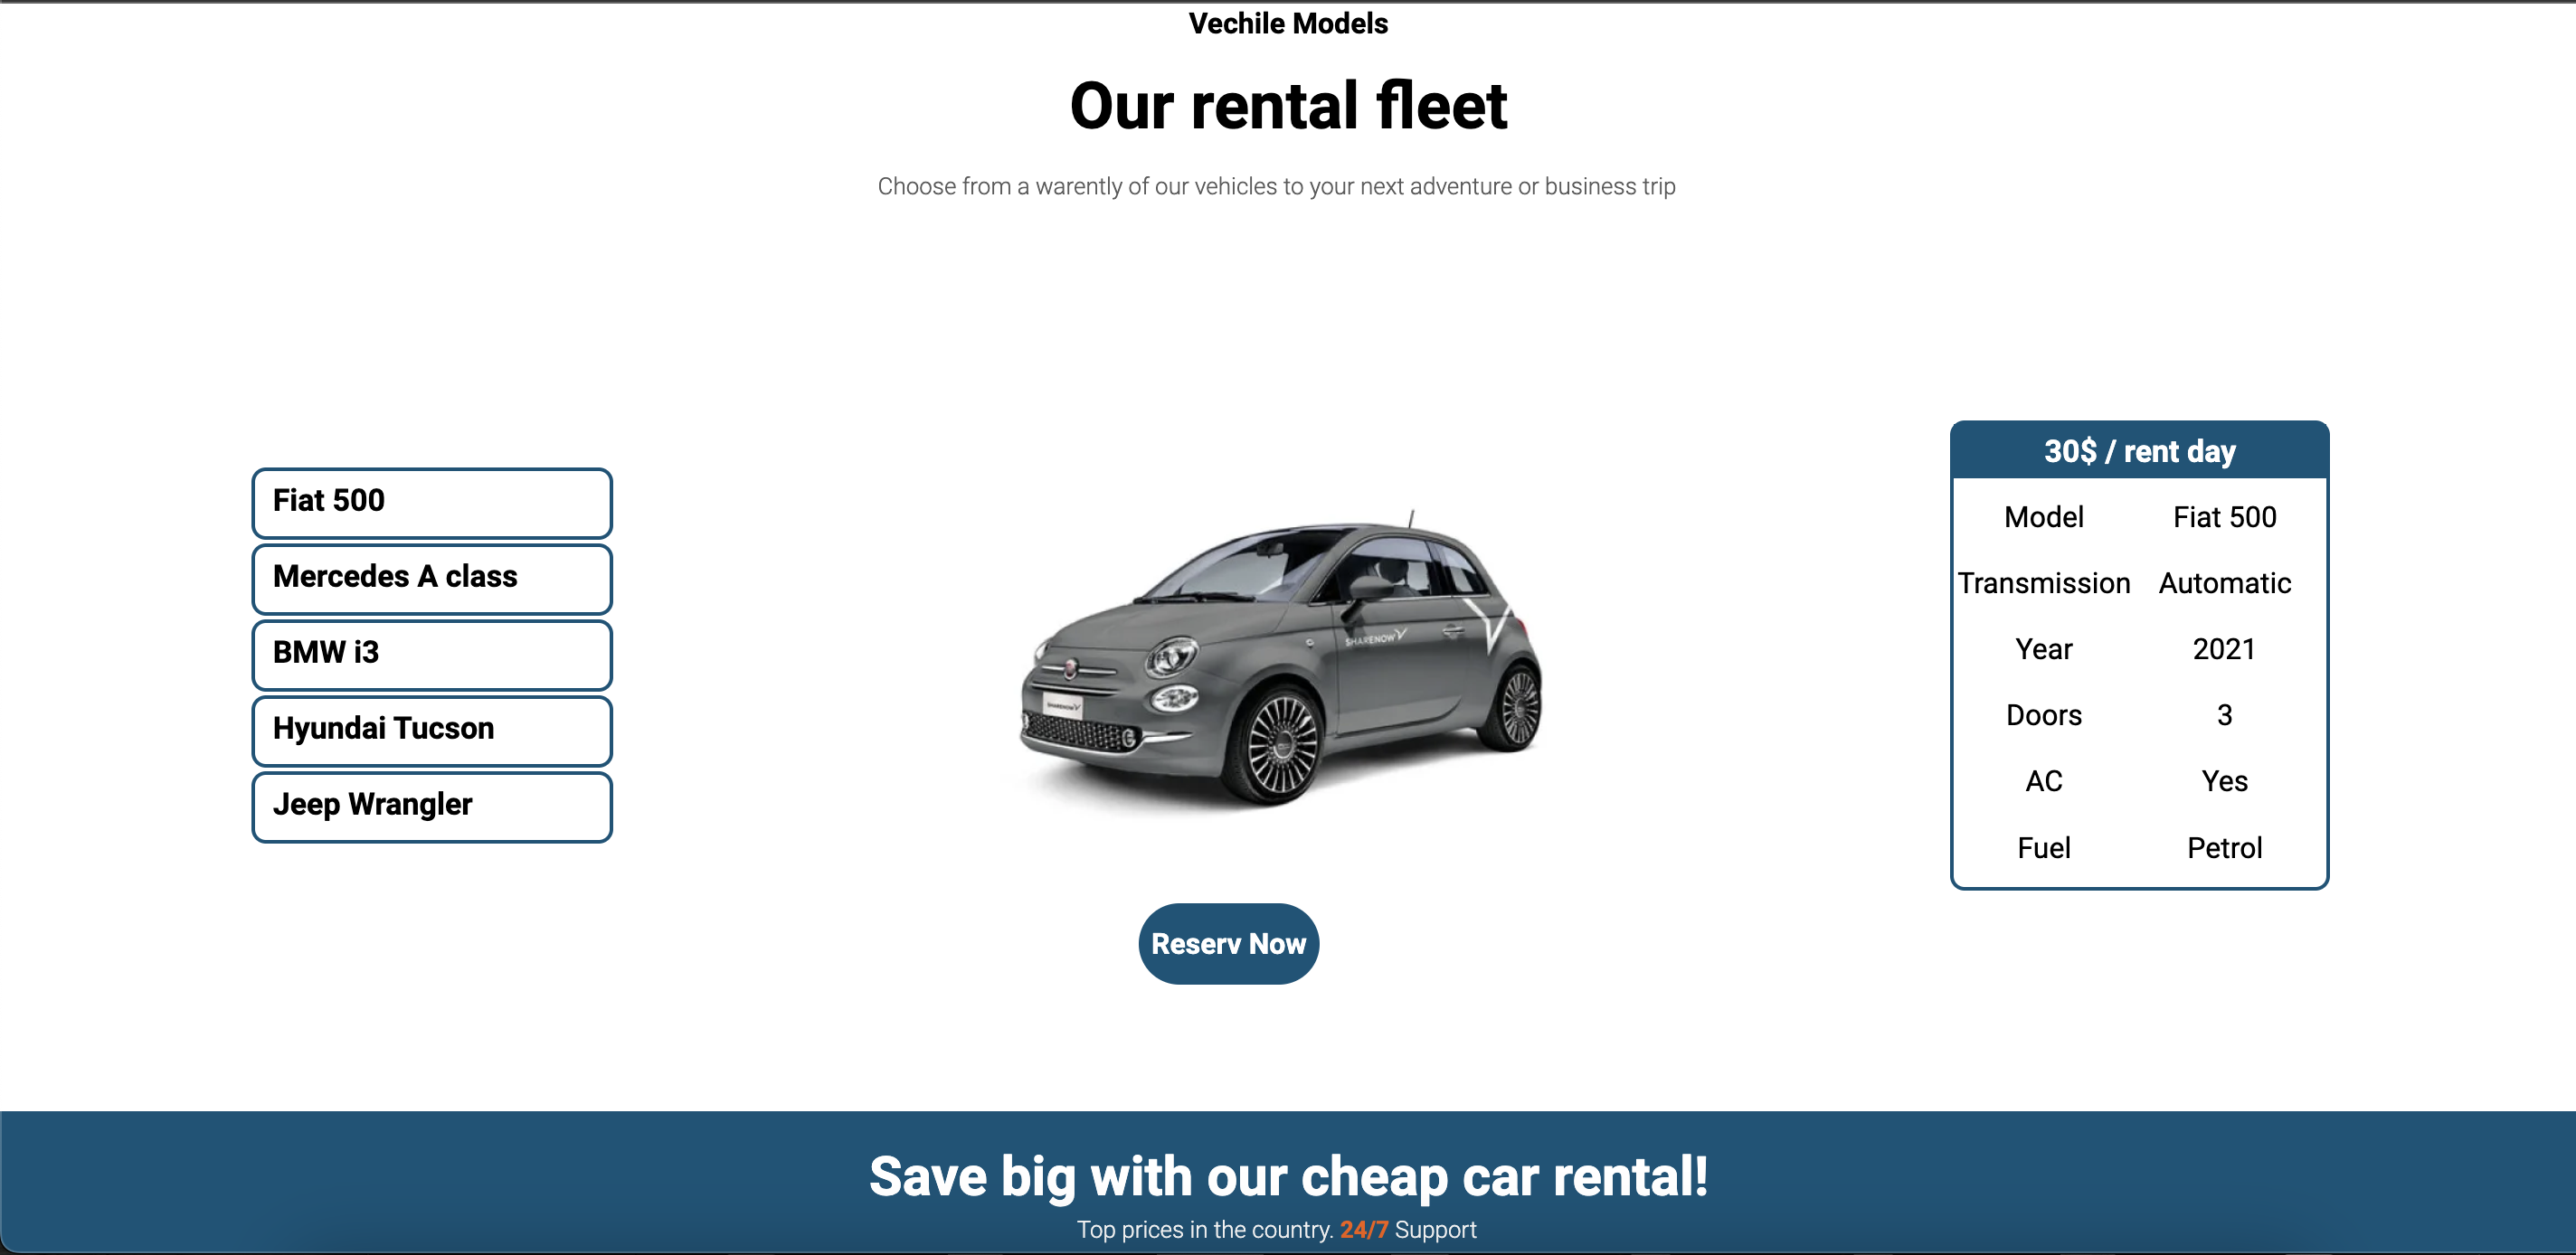 Vechile Models
Our rental fleet
Choose from a warently of our vehicles to your next adventure or business trip
Fiat 500
Mercedes A class
BMW i3
Hyundai Tucson
Jeep Wrangler
SHARENOW
SHARENOW
Reserv Now
30$ / rent day
Model Fiat 500
Transmission Automatic
Year 2021
Doors 3
AC Yes
Fuel Petrol
Save big with our cheap car rental!
Top prices in the country. 24/7 Support